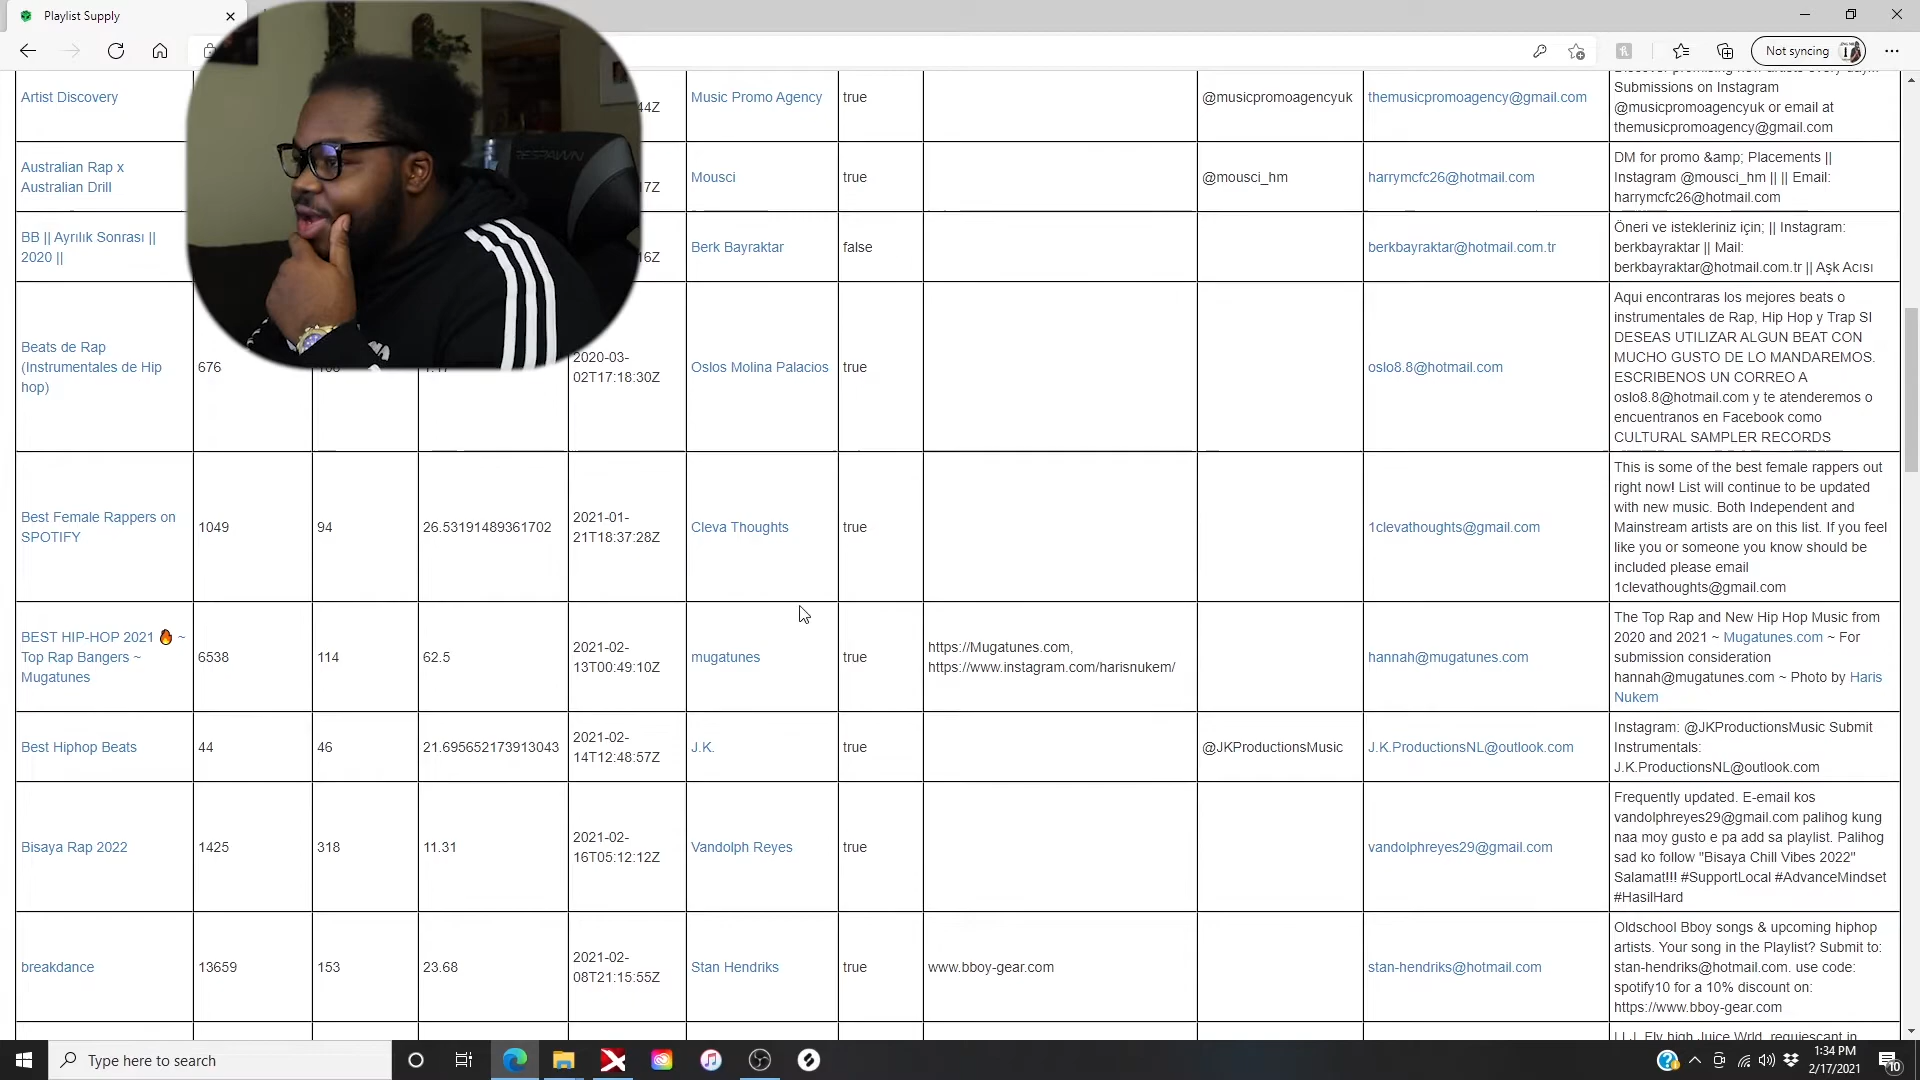 Playlist Supply
Not syncing
Artist Discovery
44Z
Music Promo Agency
true
@musicpromoagencyuk
themusicpromoagency@gmail.com
Submissions on Instagram
@musicpromoagencyuk or email at
themusicpromoagency@gmail.com
Australian Rap x
Australian Drill
17Z
Mousci
true
@mousci_hm
harrymcfc26@hotmail.com
DM for promo &amp; Placements ||
Instagram @mousci_hm || || Email:
harrymcfc26@hotmail.com
BB || Ayrılık Sonrası ||
2020 ||
16Z
Berk Bayraktar
false
berkbayraktar@hotmail.com.tr
Öneri ve istekleriniz için; || Instagram:
berkbayraktar || Mail:
berkbayraktar@hotmail.com.tr || Aşk Acısı
Beats de Rap
(Instrumentales de Hip
hop)
676
2020-03-
02T17:18:30Z
Oslos Molina Palacios
true
oslo8.8@hotmail.com
Aqui encontraras los mejores beats o
instrumentales de Rap, Hip Hop y Trap SI
DESEAS UTILIZAR ALGUN BEAT CON
MUCHO GUSTO DE LO MANDAREMOS.
ESCRIBENOS UN CORREO A
oslo8.8@hotmail.com y te atenderemos o
encuentranos en Facebook como
CULTURAL SAMPLER RECORDS
Best Female Rappers on
SPOTIFY
1049
94
26.53191489361702
2021-01-
21T18:37:28Z
Cleva Thoughts
true
1clevathoughts@gmail.com
This is some of the best female rappers out
right now! List will continue to be updated
with new music. Both Independent and
Mainstream artists are on this list. If you feel
like you or someone you know should be
included please email
1clevathoughts@gmail.com
BEST HIP-HOP 2021 🔥 ~
Top Rap Bangers ~
Mugatunes
6538
114
62.5
2021-02-
13T00:49:10Z
mugatunes
true
https://Mugatunes.com,
https://www.instagram.com/harisnukem/
hannah@mugatunes.com
The Top Rap and New Hip Hop Music from
2020 and 2021 ~ Mugatunes.com ~ For
submission consideration
hannah@mugatunes.com ~ Photo by Haris
Nukem
Best Hiphop Beats
44
46
21.695652173913043
2021-02-
14T12:48:57Z
J.K.
true
@JKProductionsMusic
J.K.ProductionsNL@outlook.com
Instagram: @JKProductionsMusic Submit
Instrumentals:
J.K.ProductionsNL@outlook.com
Bisaya Rap 2022
1425
318
11.31
2021-02-
16T05:12:12Z
Vandolph Reyes
true
vandolphreyes29@gmail.com
Frequently updated. E-email kos
vandolphreyes29@gmail.com palihog kung
naa moy gusto e pa add sa playlist. Palihog
sad ko follow "Bisaya Chill Vibes 2022"
Salamat!!! #SupportLocal #AdvanceMindset
#HasilHard
breakdance
13659
153
23.68
2021-02-
08T21:15:55Z
Stan Hendriks
true
www.bboy-gear.com
stan-hendriks@hotmail.com
Oldschool Bboy songs & upcoming hiphop
artists. Your song in the Playlist? Submit to:
stan-hendriks@hotmail.com. use code:
spotify10 for a 10% discount on:
https://www.bboy-gear.com
RESPAWN
Type here to search
1:34 PM
2/17/2021
10